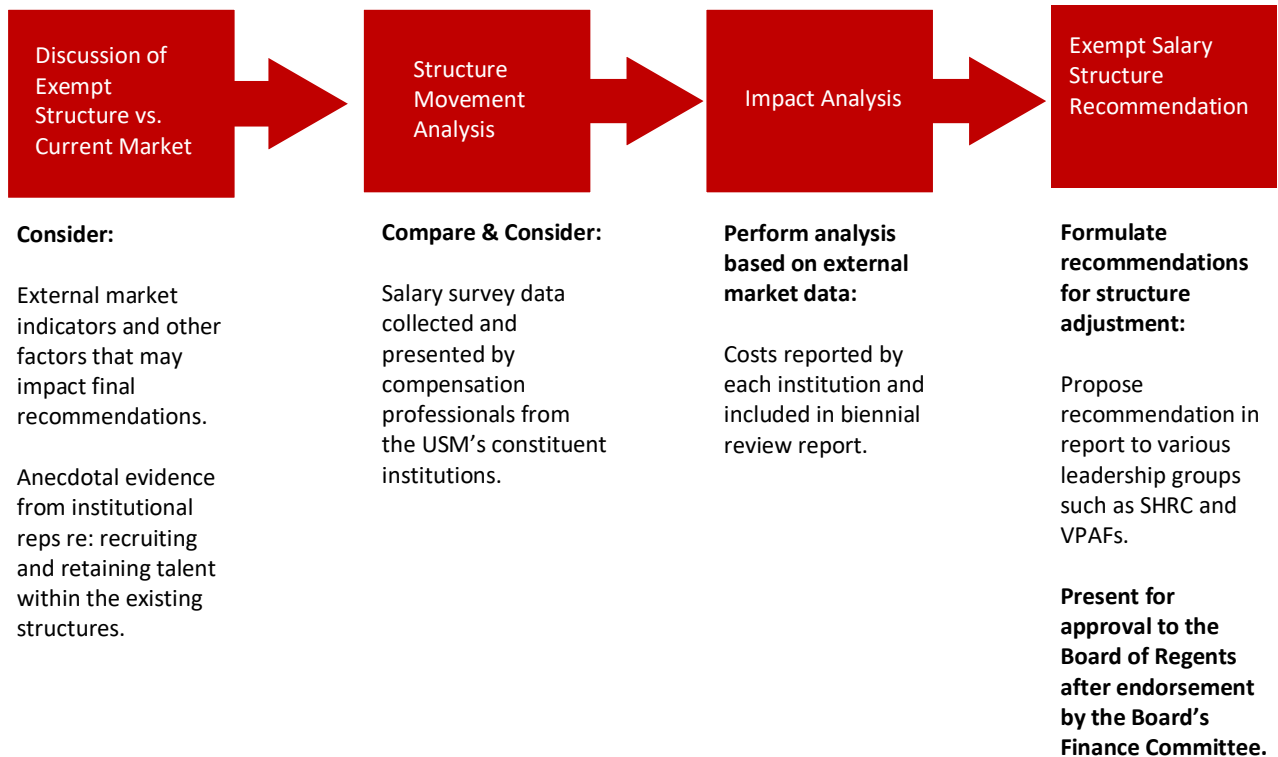 Discussion of
Exempt
Structure vs.
Current Market
Structure
Movement
Analysis
Impact Analysis
Exempt Salary
Structure
Recommendation
Consider:
External market
indicators and other
factors that may
impact final
recommendations.
Anecdotal evidence
from institutional
reps re: recruiting
and retaining talent
within the existing
structures.
Compare & Consider:
Salary survey data
collected and
presented by
compensation
professionals from
the USM’s constituent
institutions.
Perform analysis
based on external
market data:
Costs reported by
each institution and
included in biennial
review report.
Formulate
recommendations
for structure
adjustment:
Propose
recommendation in
report to various
leadership groups
such as SHRC and
VPAFs.
Present for
approval to the
Board of Regents
after endorsement
by the Board’s
Finance Committee.